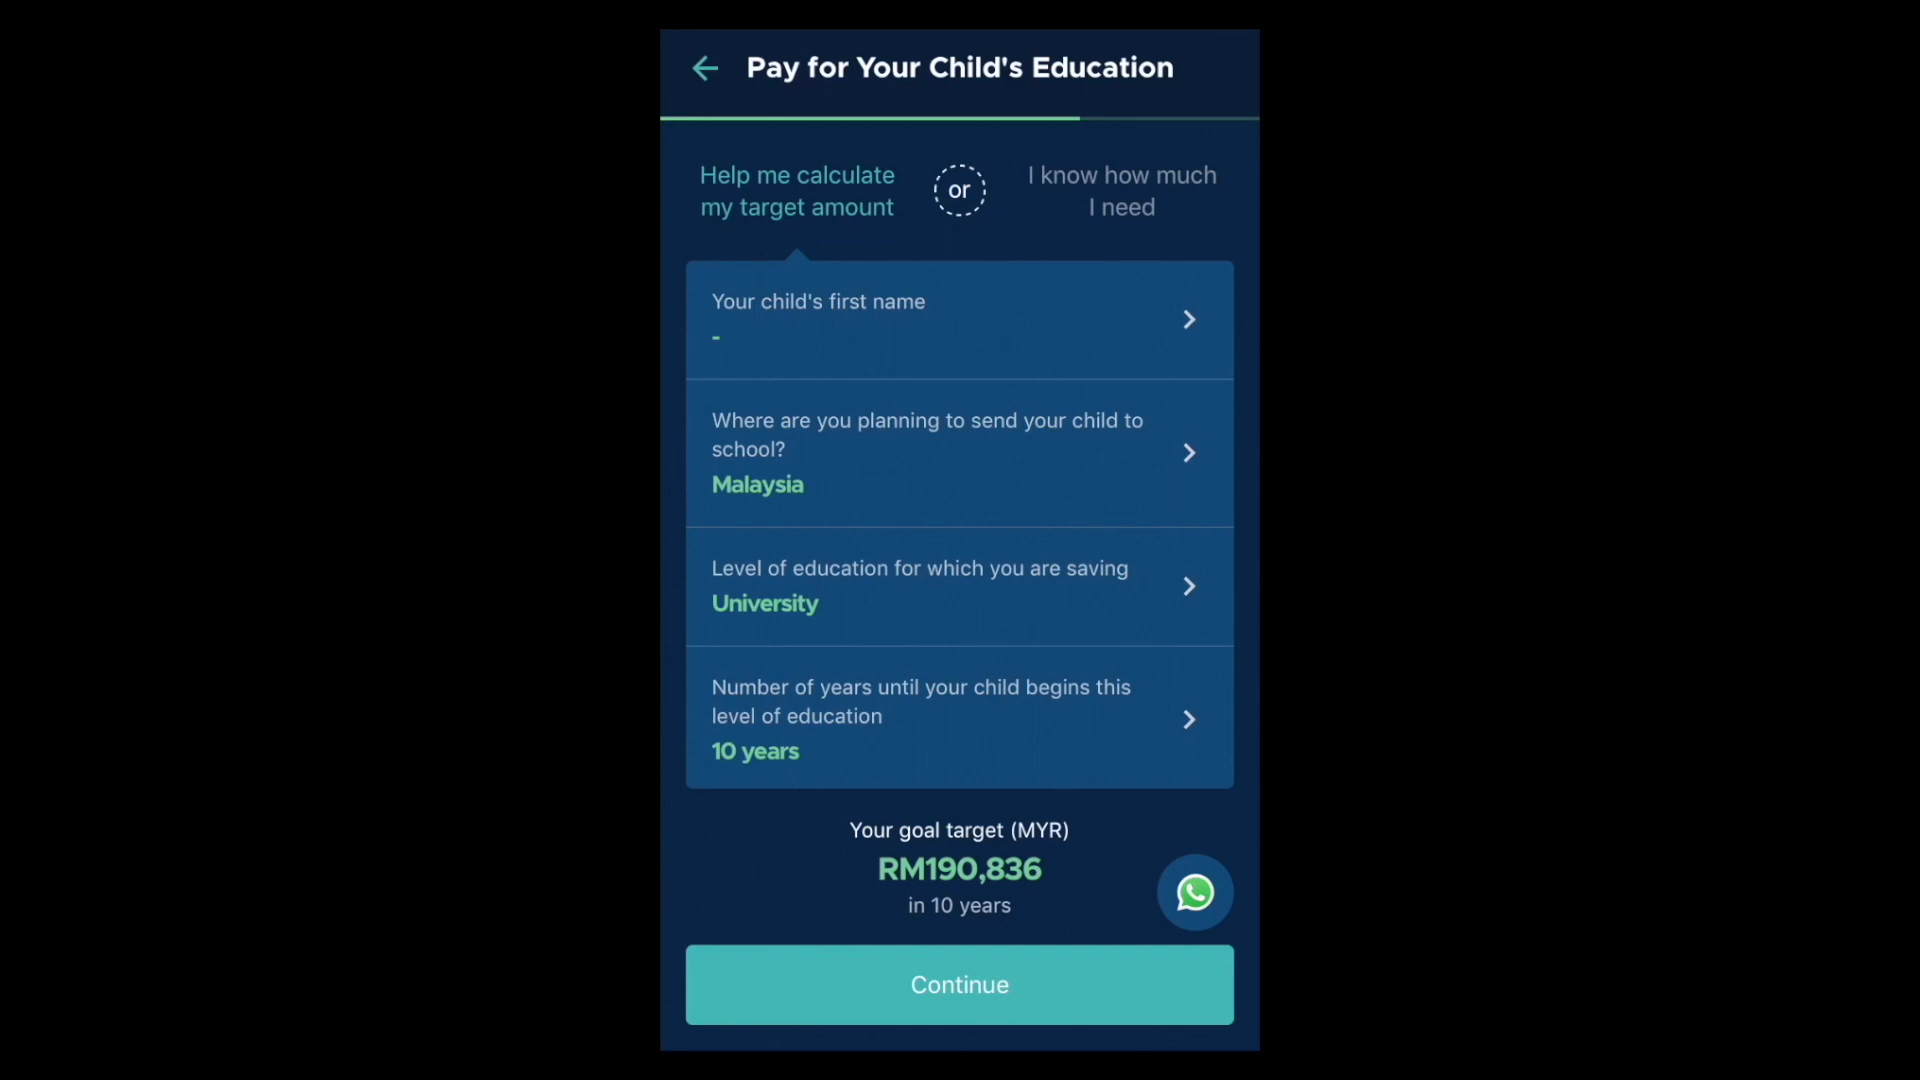 Pay for Your Child's Education
Help me calculate
my target amount
or
I know how much
I need
Your child's first name
-
Where are you planning to send your child to
school?
Malaysia
Level of education for which you are saving
University
Number of years until your child begins this
level of education
10 years
Your goal target (MYR)
RM190,836
in 10 years
Continue